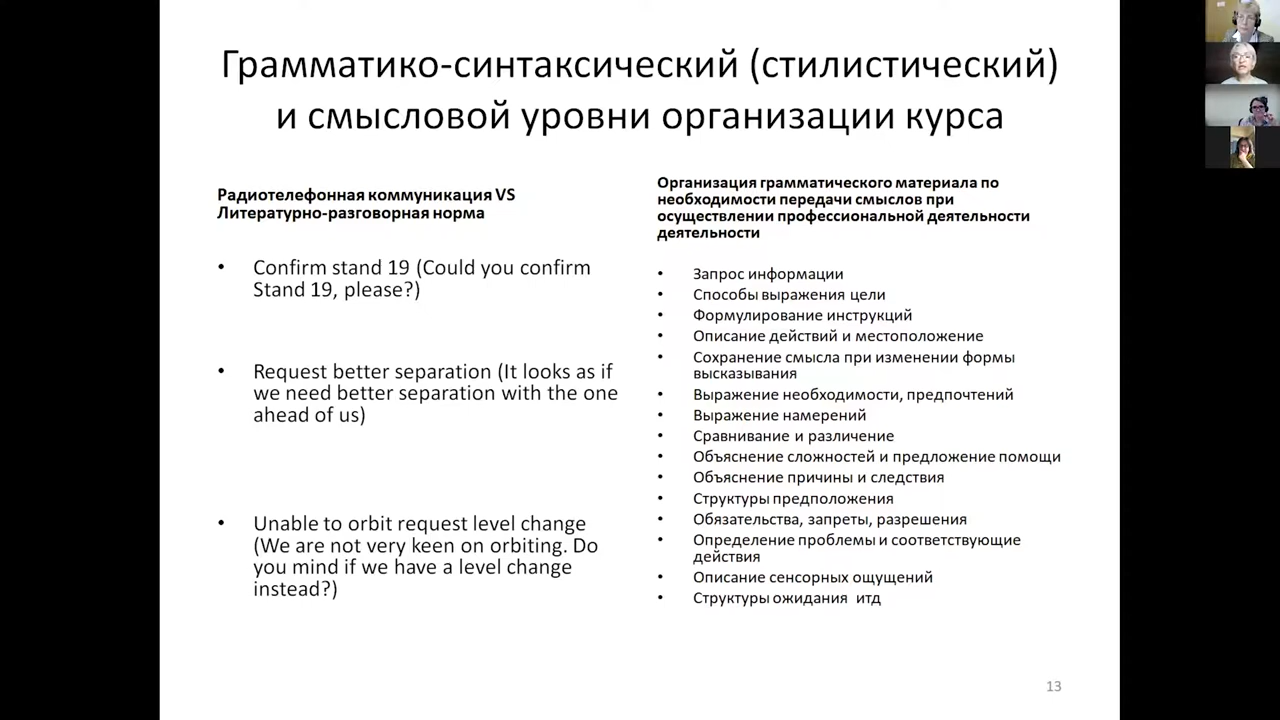 Грамматико-синтаксический (стилистический)
и смысловой уровни организации курса
Радиотелефонная коммуникация VS
Литературно-разговорная норма
• Confirm stand 19 (Could you confirm
Stand 19, please?)
• Request better separation (It looks as if
we need better separation with the one
ahead of us)
• Unable to orbit request level change
(We are not very keen on orbiting. Do
you mind if we have a level change
instead?)
Организация грамматического материала по
необходимости передачи смыслов при
осуществлении профессиональной деятельности
деятельности
• Запрос информации
• Способы выражения цели
• Формулирование инструкций
• Описание действий и местоположение
• Сохранение смысла при изменении формы
высказывания
• Выражение необходимости, предпочтений
• Выражение намерений
• Сравнивание и различение
• Объяснение сложностей и предложение помощи
• Объяснение причины и следствия
• Структуры предположения
• Обязательства, запреты, разрешения
• Определение проблемы и соответствующие
действия
• Описание сенсорных ощущений
• Структуры ожидания итд
13